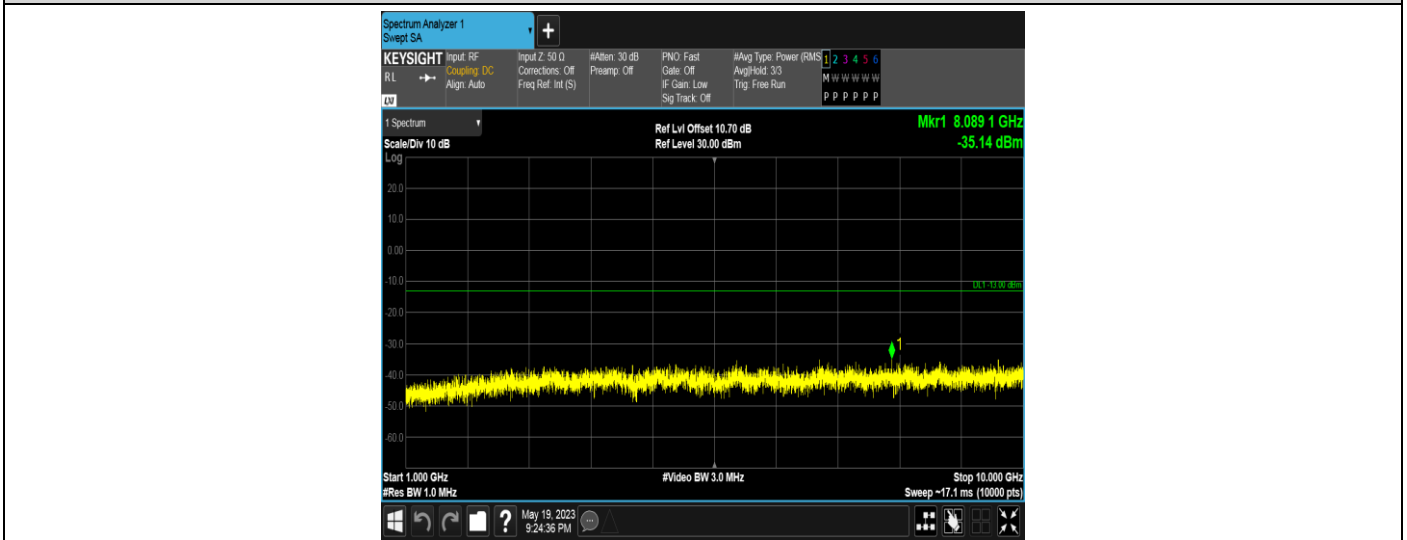 Spectrum Analyzer 1
Swept SA
+
KEYSIGHT
RL
LXI
Input: RF
Coupling: DC
Align: Auto
Input Z: 50 Ω
Corrections: Off
Freq Ref: Int (S)
#Atten: 30 dB
Preamp: Off
PNO: Fast
Gate: Off
IF Gain: Low
Sig Track: Off
#Avg Type: Power (RMS
Avg|Hold: 3/3
Trig: Free Run
1 2 3 4 5 6
M W W W W W
P P P P P P
1 Spectrum
Scale/Div 10 dB
Ref Lvl Offset 10.70 dB
Ref Level 30.00 dBm
Mkr1 8.089 1 GHz
-35.14 dBm
Log
20.0
10.0
0.00
-10.0
DL1 -13.00 dBm
-20.0
-30.0
1
-40.0
-50.0
-60.0
Start 1.000 GHz
#Video BW 3.0 MHz
Stop 10.000 GHz
#Res BW 1.0 MHz
Sweep ~17.1 ms (10000 pts)
?
May 19, 2023
9:24:36 PM